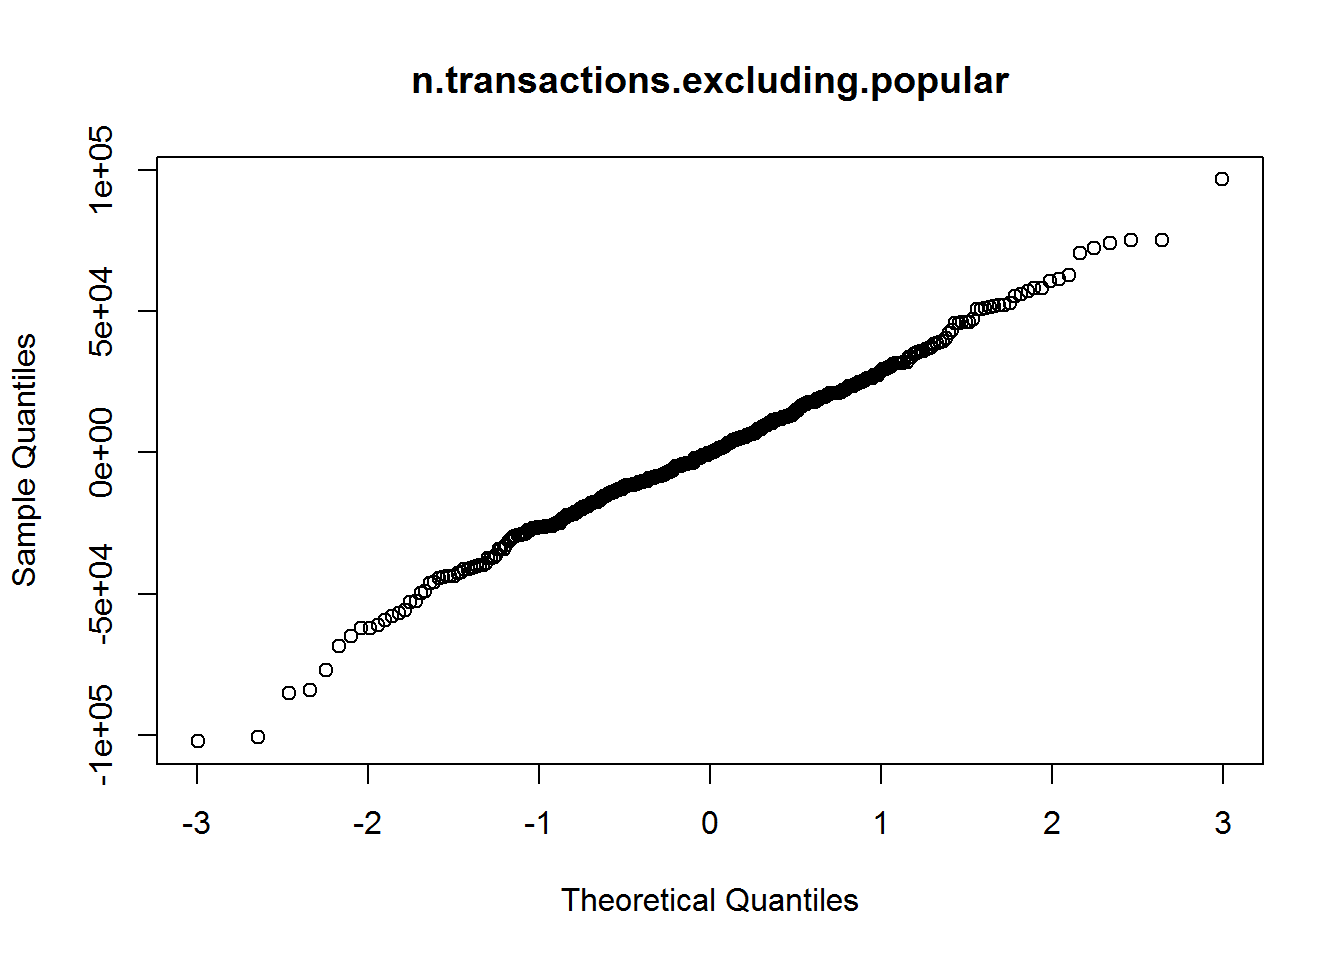 n.transactions.excluding.popular
Sample Quantiles
1e+05
5e+04
0e+00
-5e+04
-1e+05
-3 -2 -1 0 1 2 3
Theoretical Quantiles